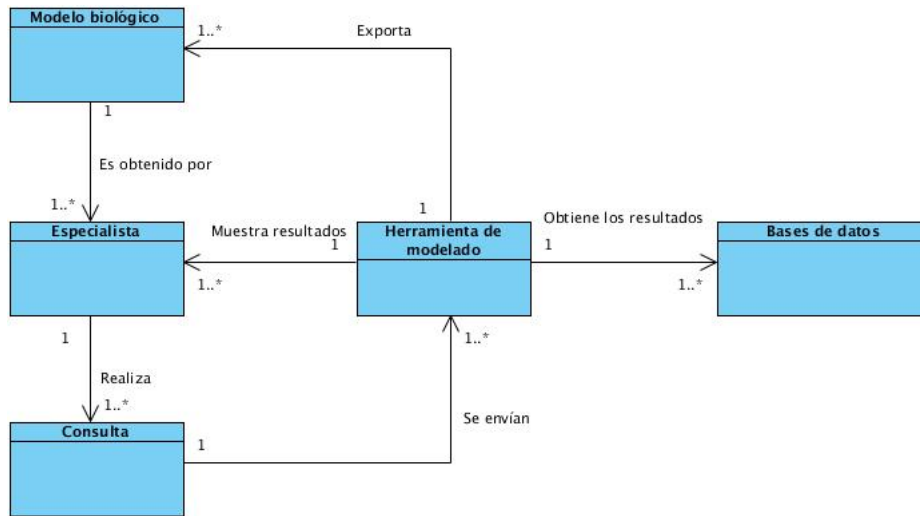 Modelo biológico
1..*
Exporta
1
Es obtenido por
1..*
1
Obtiene los resultados
Especialista
Muestra resultados
Herramienta de
modelado
Bases de datos
1
1
1..*
1..*
1
1..*
Realiza
1..*
Se envían
Consulta
1